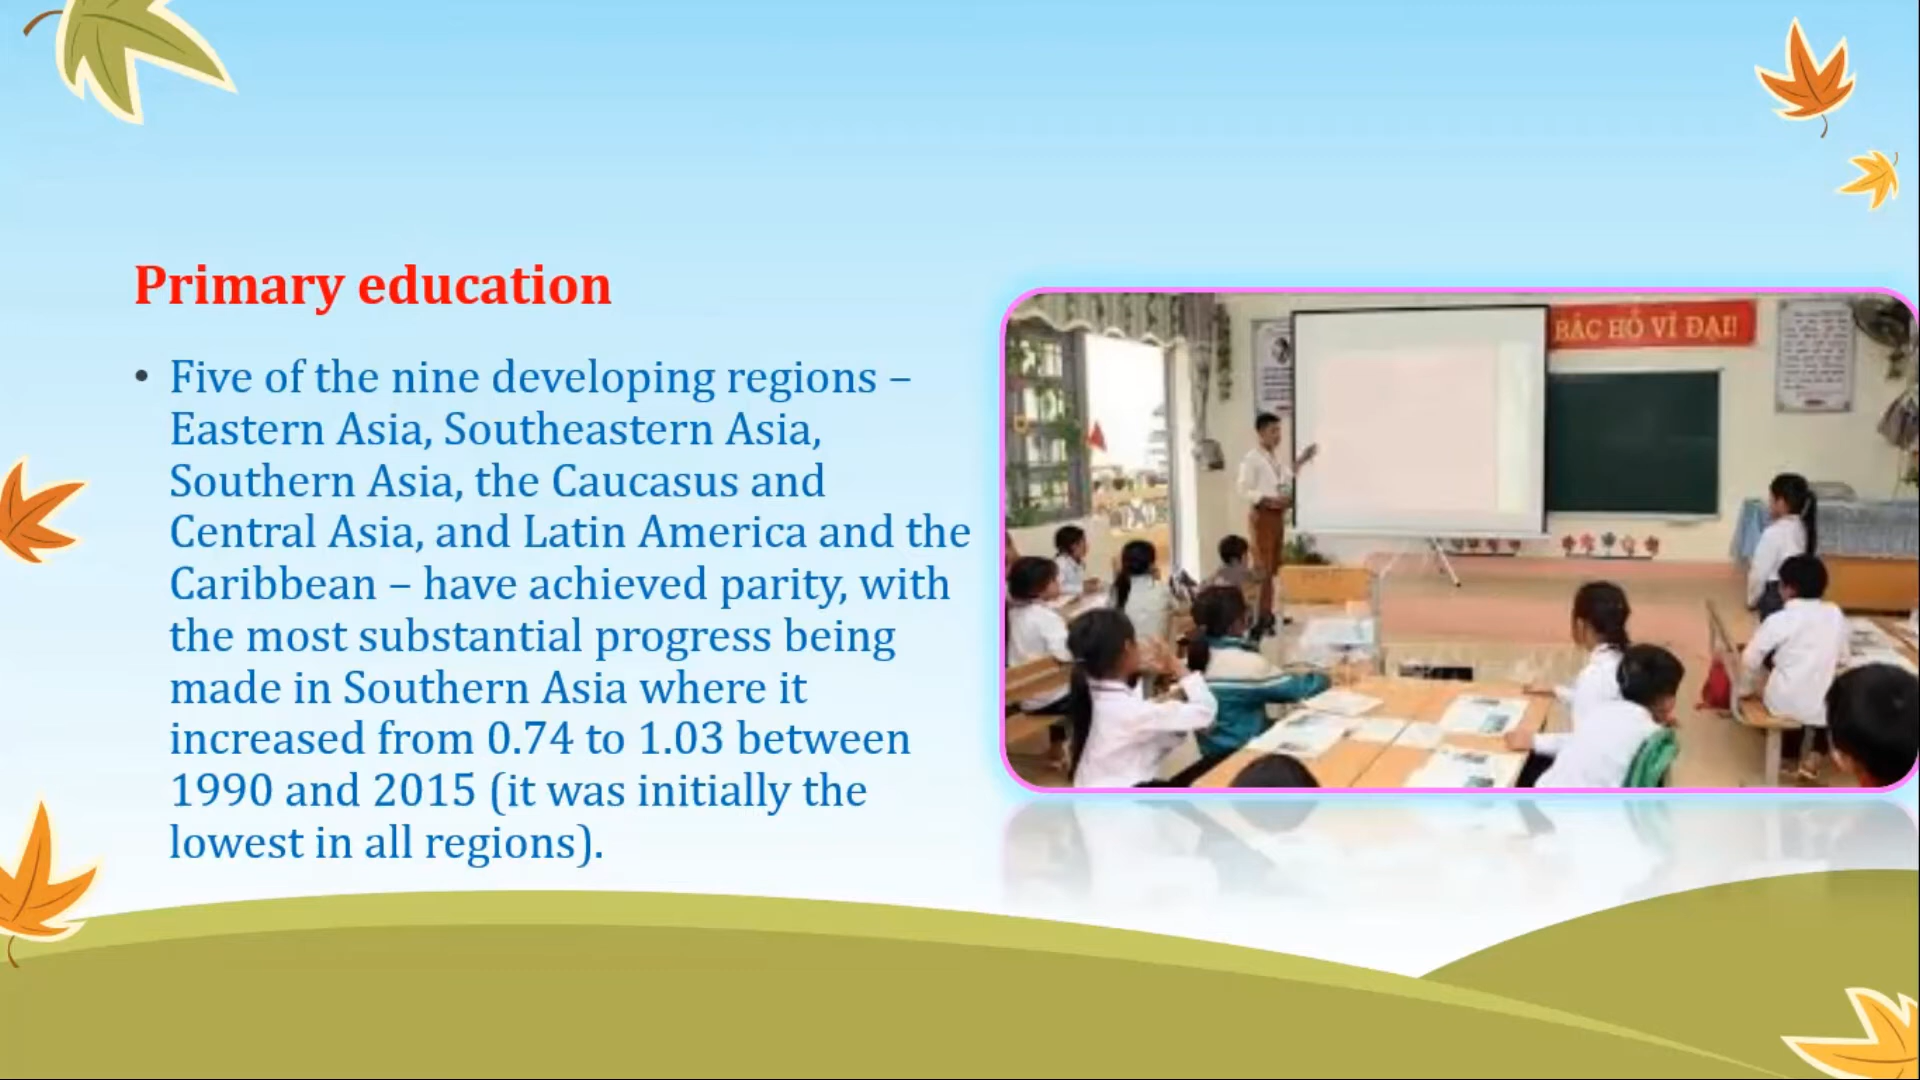 Primary education
• Five of the nine developing regions –
Eastern Asia, Southeastern Asia,
Southern Asia, the Caucasus and
Central Asia, and Latin America and the
Caribbean – have achieved parity, with
the most substantial progress being
made in Southern Asia where it
increased from 0.74 to 1.03 between
1990 and 2015 (it was initially the
lowest in all regions).
BÁC HỒ VĨ ĐẠI!